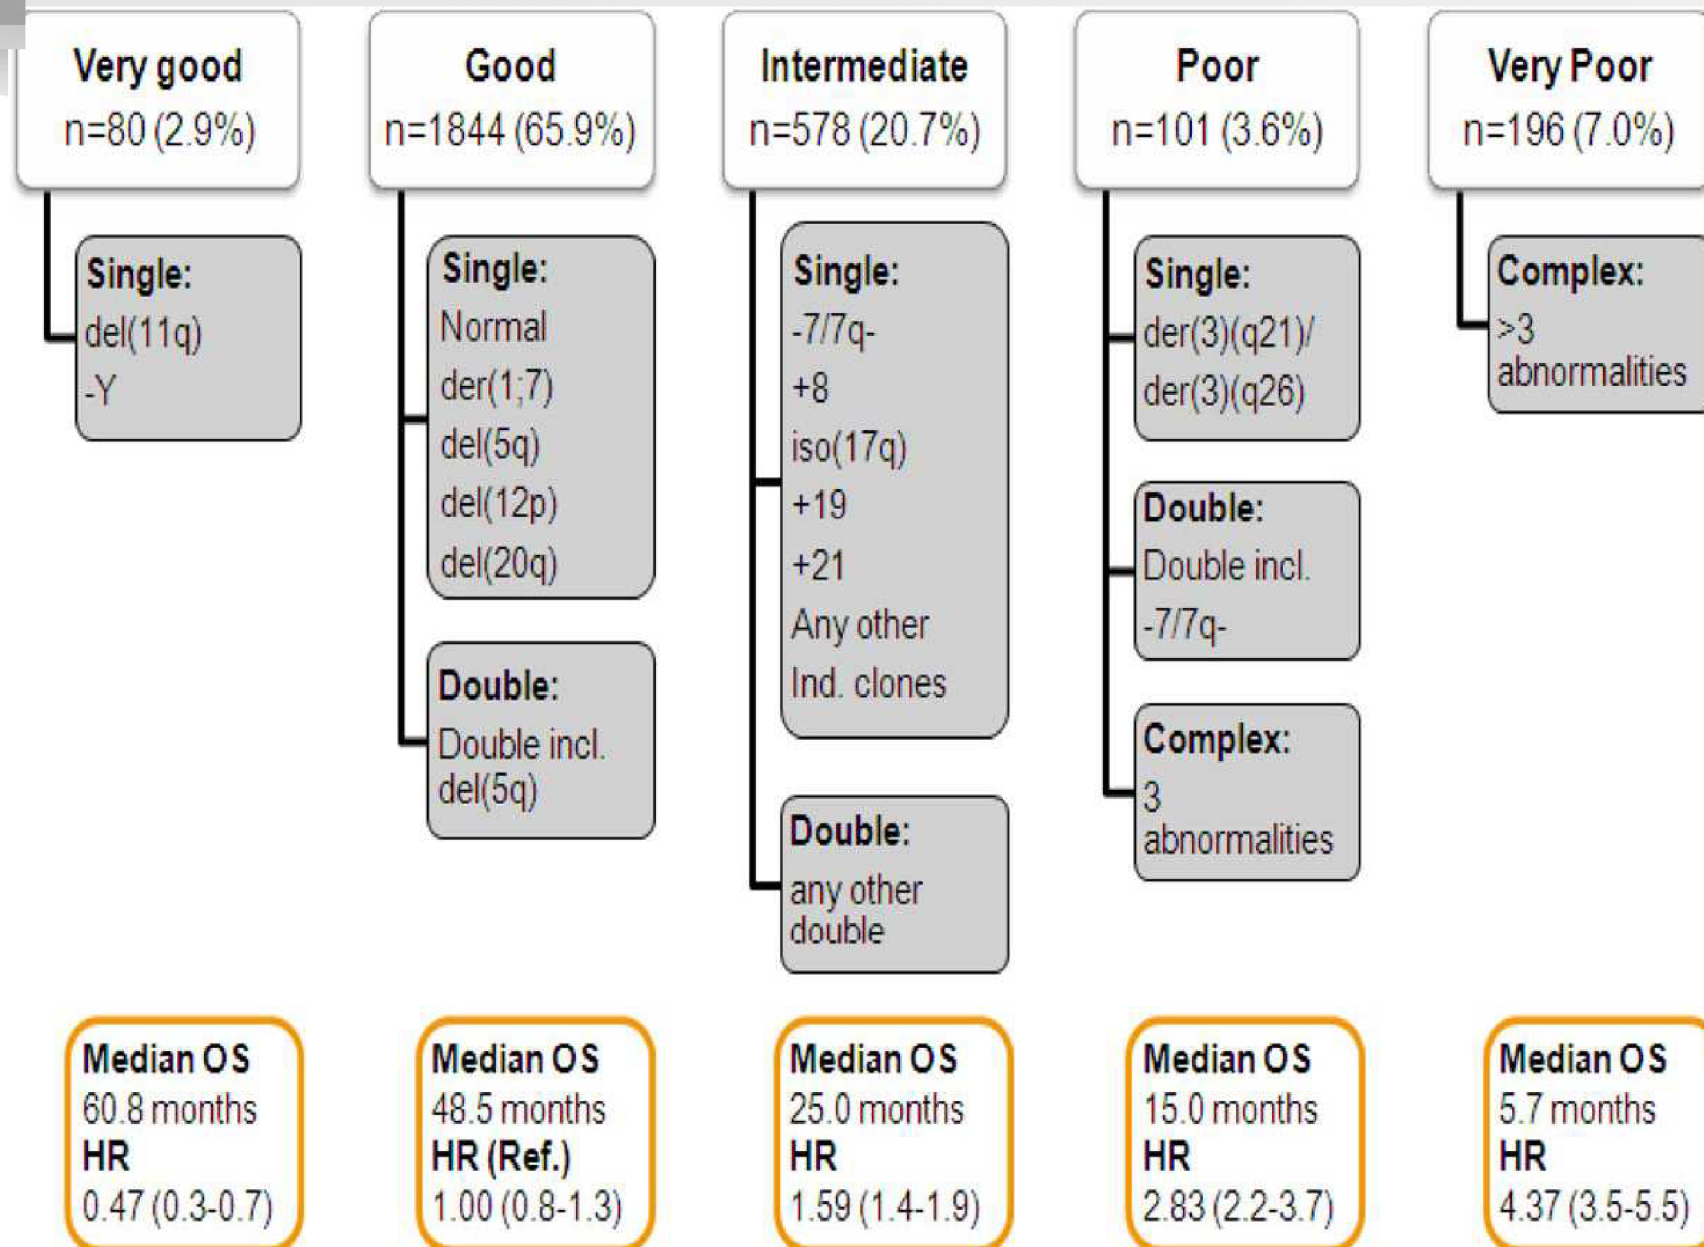 Very good
n=80 (2.9%)
Single:
del(11q)
-Y
Median OS
60.8 months
HR
0.47 (0.3-0.7)
Good
n=1844 (65.9%)
Single:
Normal
der(1;7)
del(5q)
del(12p)
del(20q)
Double:
Double incl.
del(5q)
Median OS
48.5 months
HR (Ref.)
1.00 (0.8-1.3)
Intermediate
n=578 (20.7%)
Single:
-7/7q-
+8
iso(17q)
+19
+21
Any other
Ind. clones
Double:
any other
double
Median OS
25.0 months
HR
1.59 (1.4-1.9)
Poor
n=101 (3.6%)
Single:
der(3)(q21)/
der(3)(q26)
Double:
Double incl.
-7/7q-
Complex:
3
abnormalities
Median OS
15.0 months
HR
2.83 (2.2-3.7)
Very Poor
n=196 (7.0%)
Complex:
>3
abnormalities
Median OS
5.7 months
HR
4.37 (3.5-5.5)